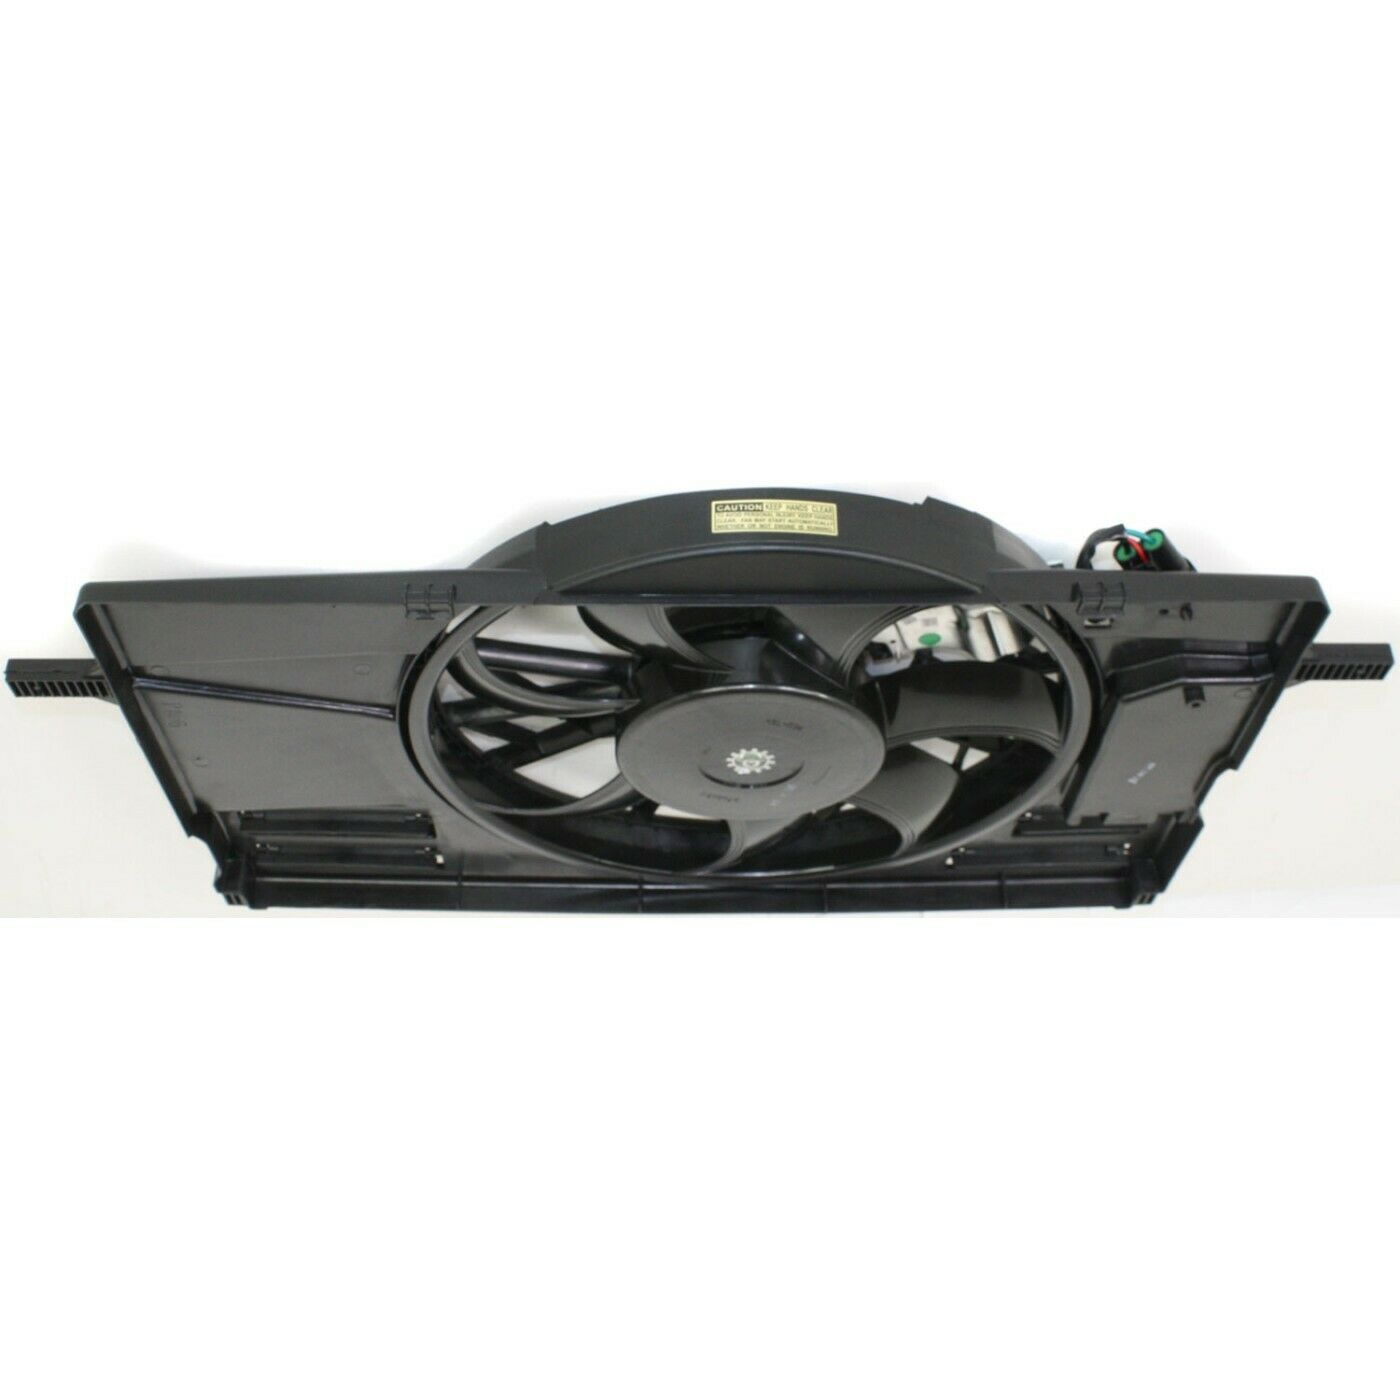 CAUTION KEEP HANDS CLEAR
TO AVOID PERSONAL INJURY KEEP HANDS
CLEAR. FAN MAY START AUTOMATICALLY
WHETHER OR NOT ENGINE IS RUNNING.